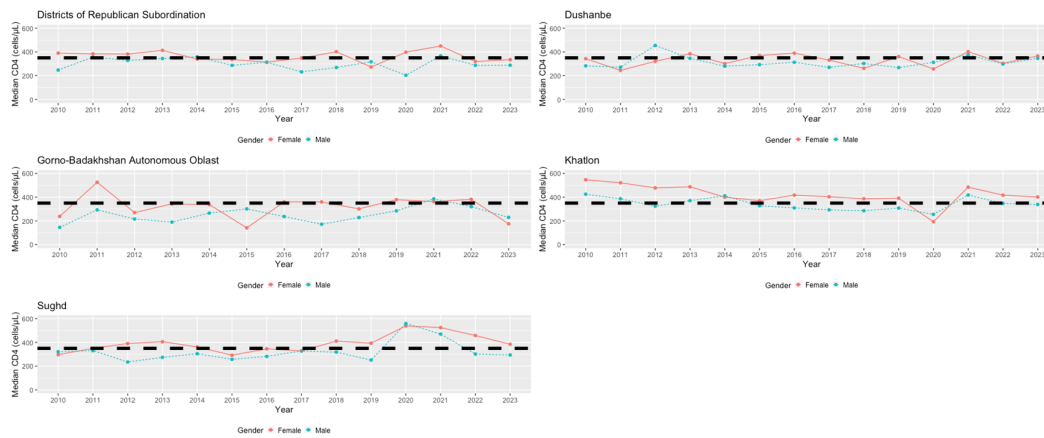 Districts of Republican Subordination
Median CD4 (cells/µL)
600
400
200
0
2010 2011 2012 2013 2014 2015 2016 2017 2018 2019 2020 2021 2022 2023
Year
Gender Female Male
Dushanbe
Median CD4 (cells/µL)
600
400
200
0
2010 2011 2012 2013 2014 2015 2016 2017 2018 2019 2020 2021 2022 2023
Year
Gender Female Male
Gorno-Badakhshan Autonomous Oblast
Median CD4 (cells/µL)
600
400
200
0
2010 2011 2012 2013 2014 2015 2016 2017 2018 2019 2020 2021 2022 2023
Year
Gender Female Male
Khatlon
Median CD4 (cells/µL)
600
400
200
0
2010 2011 2012 2013 2014 2015 2016 2017 2018 2019 2020 2021 2022 2023
Year
Gender Female Male
Sughd
Median CD4 (cells/µL)
600
400
200
0
2010 2011 2012 2013 2014 2015 2016 2017 2018 2019 2020 2021 2022 2023
Year
Gender Female Male